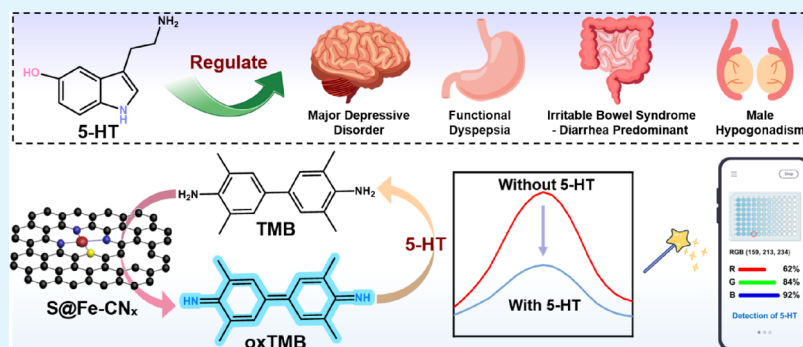 NH₂
HO
N
H
5-HT
Regulate
Major Depressive
Disorder
Functional
Dyspepsia
Irritable Bowel Syndrome
- Diarrhea Predominant
Male
Hypogonadism
S@Fe-CNₓ
H₂N
NH₂
TMB
HN
NH
oxTMB
5-HT
Without 5-HT
With 5-HT
RGB (159, 213, 234)
R 62%
G 84%
B 92%
Detection of 5-HT